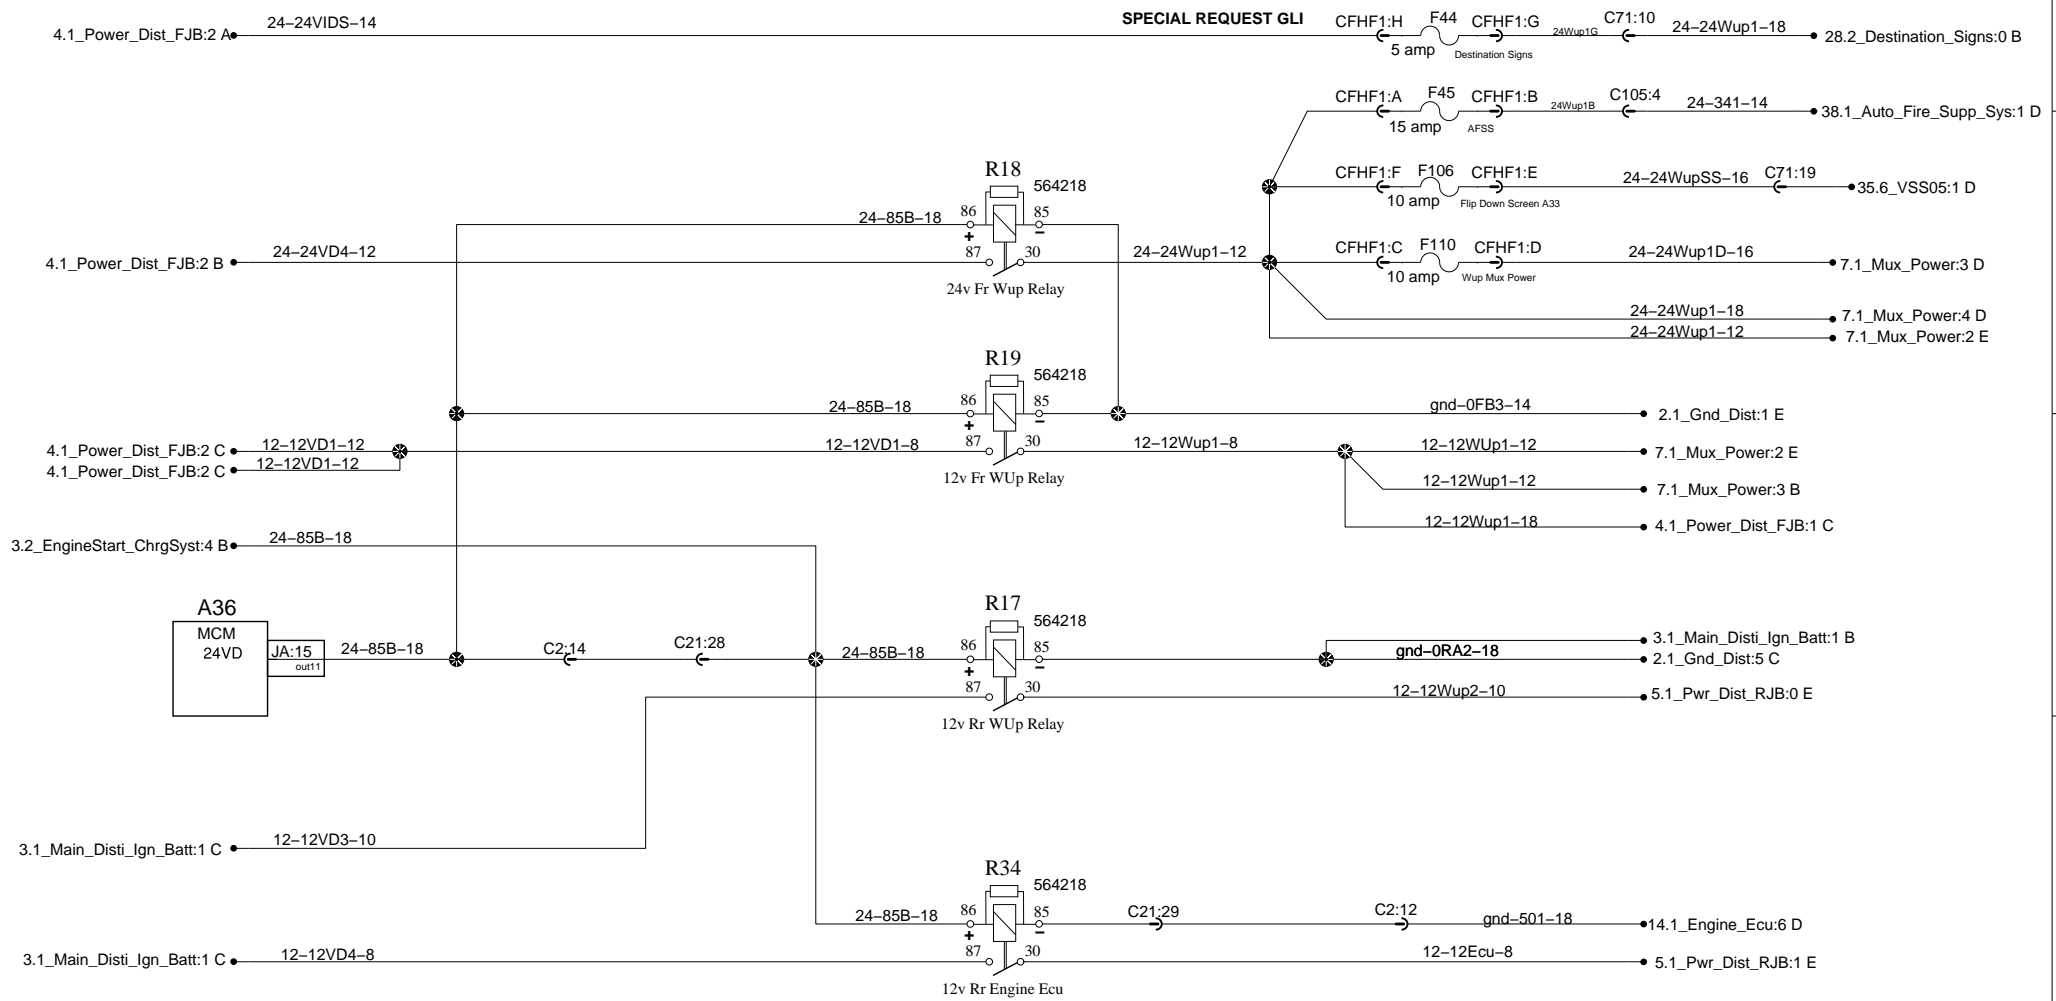 SPECIAL REQUEST GLI
4.1_Power_Dist_FJB:2 A
24–24VIDS–14
CFHF1:H
F44
CFHF1:G
24Wup1G
C71:10
24–24Wup1–18
28.2_Destination_Signs:0 B
5 amp
Destination Signs
CFHF1:A
F45
CFHF1:B
24Wup1B
C105:4
24–341–14
38.1_Auto_Fire_Supp_Sys:1 D
15 amp
AFSS
R18
564218
CFHF1:F
F106
CFHF1:E
24–24WupSS–16
C71:19
35.6_VSS05:1 D
10 amp
Flip Down Screen A33
24–85B–18
86
85
+
–
4.1_Power_Dist_FJB:2 B
24–24VD4–12
87
30
24–24Wup1–12
CFHF1:C
F110
CFHF1:D
24–24Wup1D–16
7.1_Mux_Power:3 D
10 amp
Wup Mux Power
24v Fr Wup Relay
24–24Wup1–18
7.1_Mux_Power:4 D
24–24Wup1–12
7.1_Mux_Power:2 E
R19
564218
24–85B–18
86
85
+
–
gnd–0FB3–14
2.1_Gnd_Dist:1 E
4.1_Power_Dist_FJB:2 C
12–12VD1–12
12–12VD1–8
87
30
12–12Wup1–8
12–12WUp1–12
7.1_Mux_Power:2 E
4.1_Power_Dist_FJB:2 C
12–12VD1–12
12v Fr WUp Relay
12–12Wup1–12
7.1_Mux_Power:3 B
12–12Wup1–18
4.1_Power_Dist_FJB:1 C
3.2_EngineStart_ChrgSyst:4 B
24–85B–18
A36
MCM
24VD
JA:15
out11
24–85B–18
C2:14
C21:28
24–85B–18
R17
564218
86
85
+
–
3.1_Main_Disti_Ign_Batt:1 B
gnd–0RA2–18
2.1_Gnd_Dist:5 C
87
30
12–12Wup2–10
5.1_Pwr_Dist_RJB:0 E
12v Rr WUp Relay
3.1_Main_Disti_Ign_Batt:1 C
12–12VD3–10
R34
564218
24–85B–18
86
85
+
–
C21:29
C2:12
gnd–501–18
14.1_Engine_Ecu:6 D
3.1_Main_Disti_Ign_Batt:1 C
12–12VD4–8
87
30
12–12Ecu–8
5.1_Pwr_Dist_RJB:1 E
12v Rr Engine Ecu